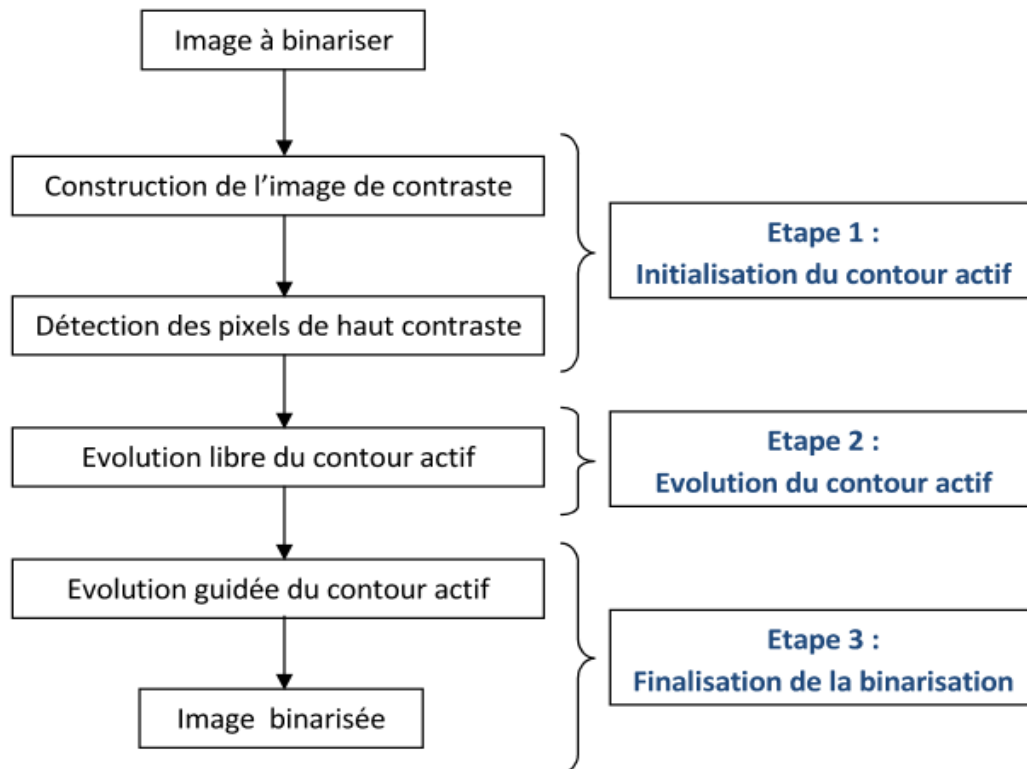 Image à binariser
Construction de l'image de contraste
Détection des pixels de haut contraste
Etape 1 :
Initialisation du contour actif
Evolution libre du contour actif
Etape 2 :
Evolution du contour actif
Evolution guidée du contour actif
Image binarisée
Etape 3 :
Finalisation de la binarisation